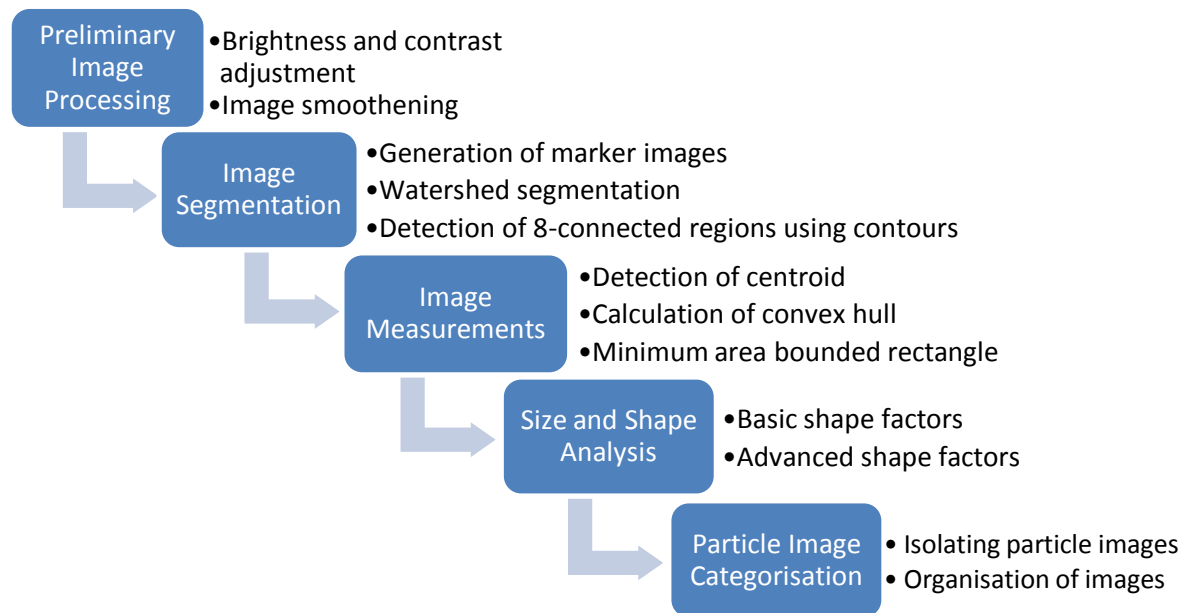 Preliminary
Image
Processing
•Brightness and contrast
adjustment
•Image smoothening
Image
Segmentation
•Generation of marker images
•Watershed segmentation
•Detection of 8-connected regions using contours
Image
Measurements
•Detection of centroid
•Calculation of convex hull
•Minimum area bounded rectangle
Size and Shape
Analysis
•Basic shape factors
•Advanced shape factors
Particle Image
Categorisation
• Isolating particle images
• Organisation of images